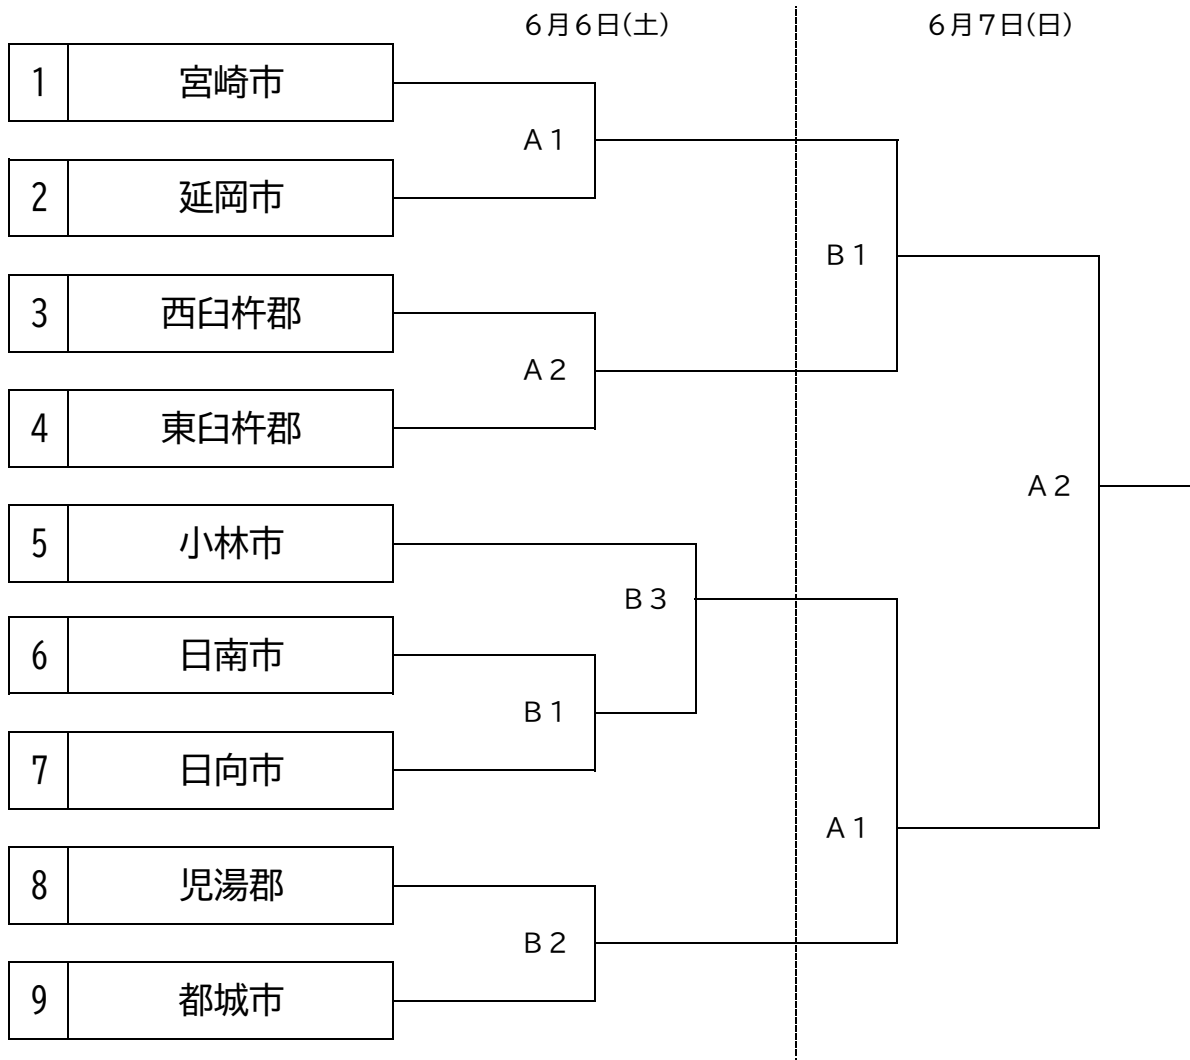 ６月６日(土) ６月７日(日)
1 宮崎市
Ａ１
2 延岡市
Ｂ１
3 西臼杵郡
Ａ２
4 東臼杵郡
Ａ２
5 小林市
Ｂ３
6 日南市
Ｂ１
7 日向市
Ａ１
8 児湯郡
Ｂ２
9 都城市